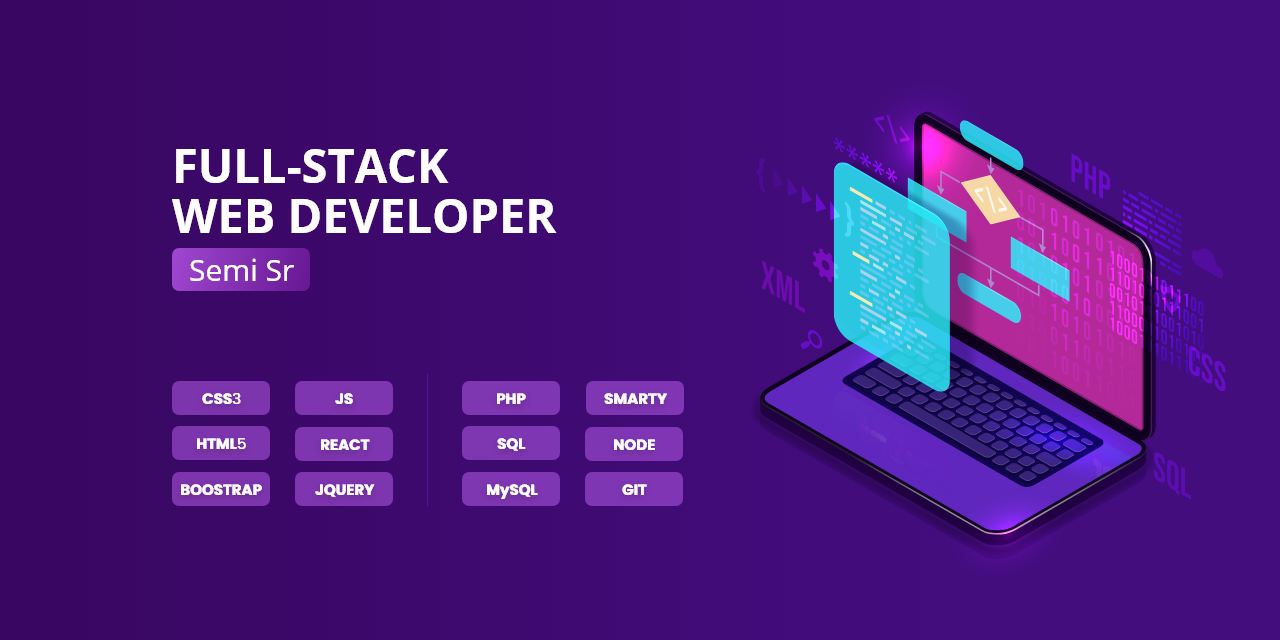 FULL-STACK
WEB DEVELOPER
Semi Sr
CSS3 JS PHP SMARTY
HTML5 REACT SQL NODE
BOOSTRAP JQUERY MySQL GIT
</>
*****
PHP
</>
XML
CSS
SQL